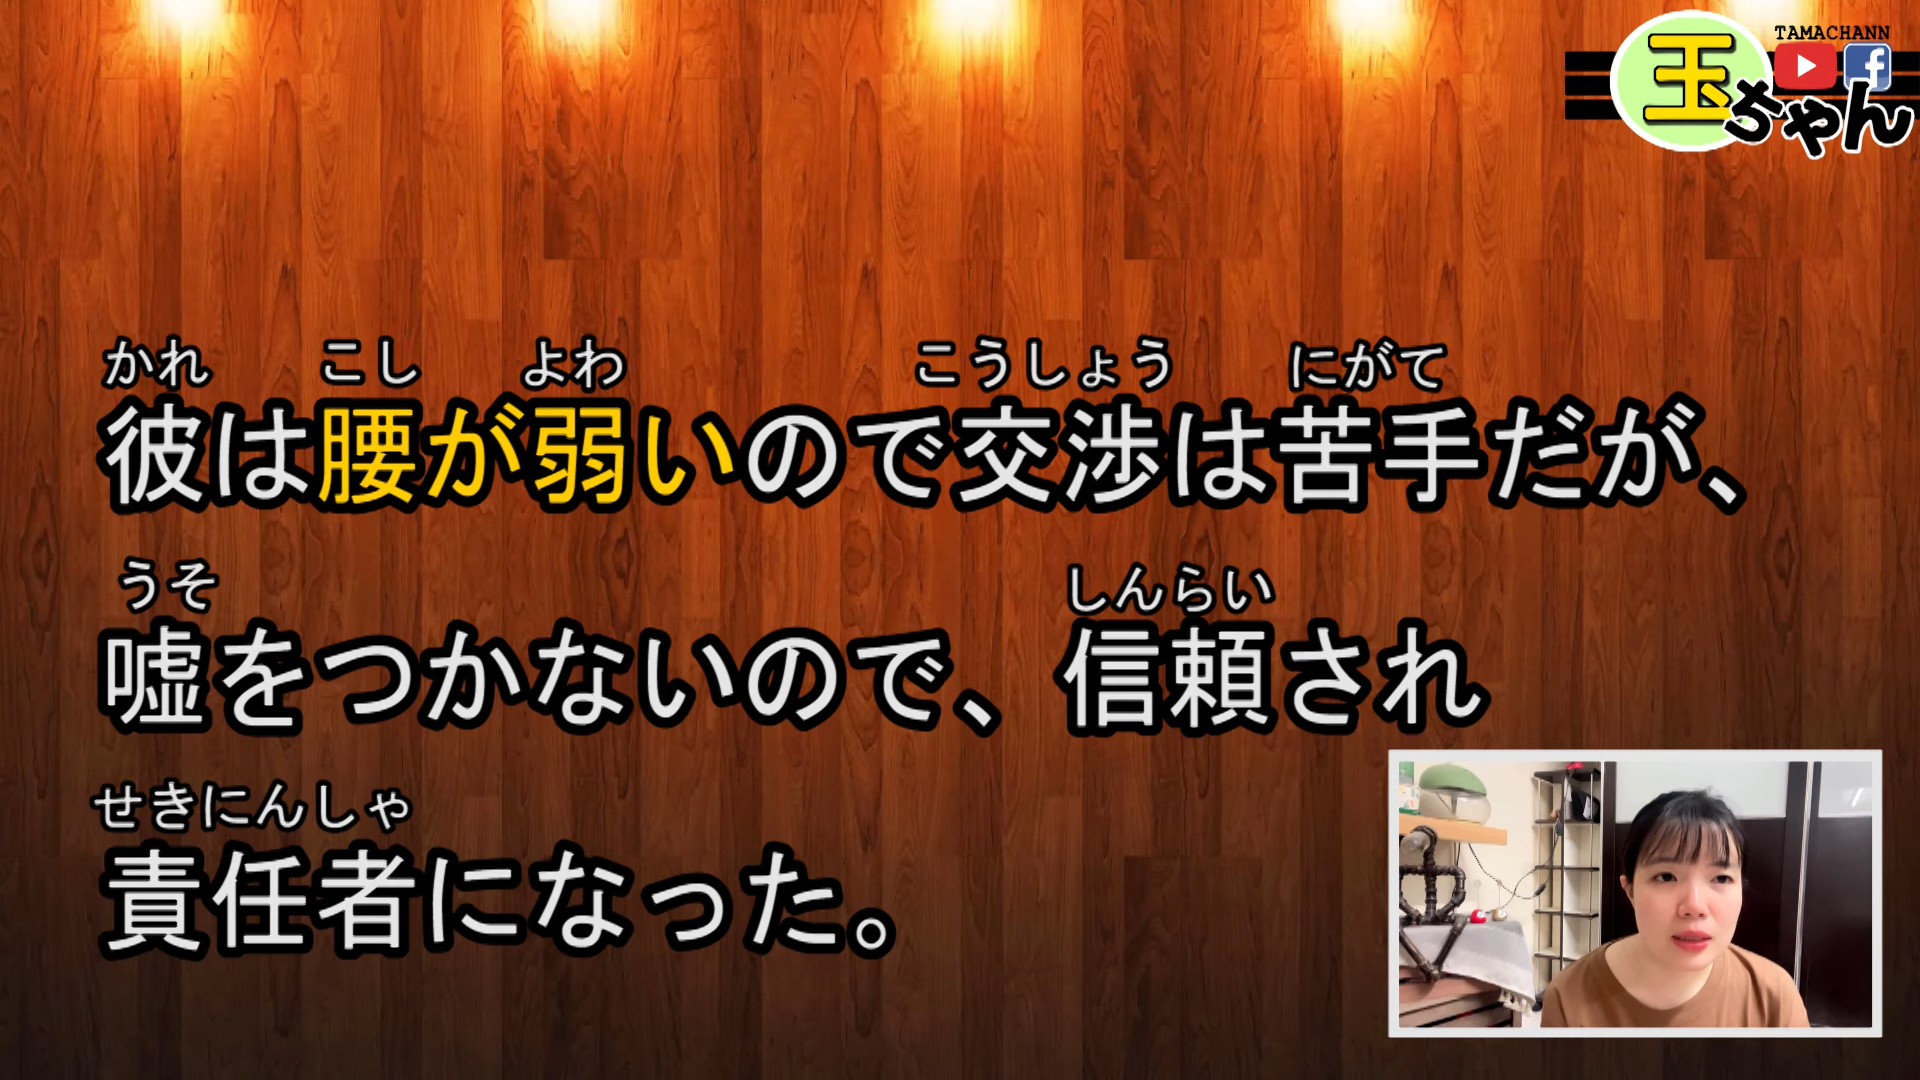 TAMACHANN
玉ちゃん
かれ こし よわ こうしょう にがて
彼は腰が弱いので交渉は苦手だが、
うそ しんらい
嘘をつかないので、信頼され
せきにんしゃ
責任者になった。